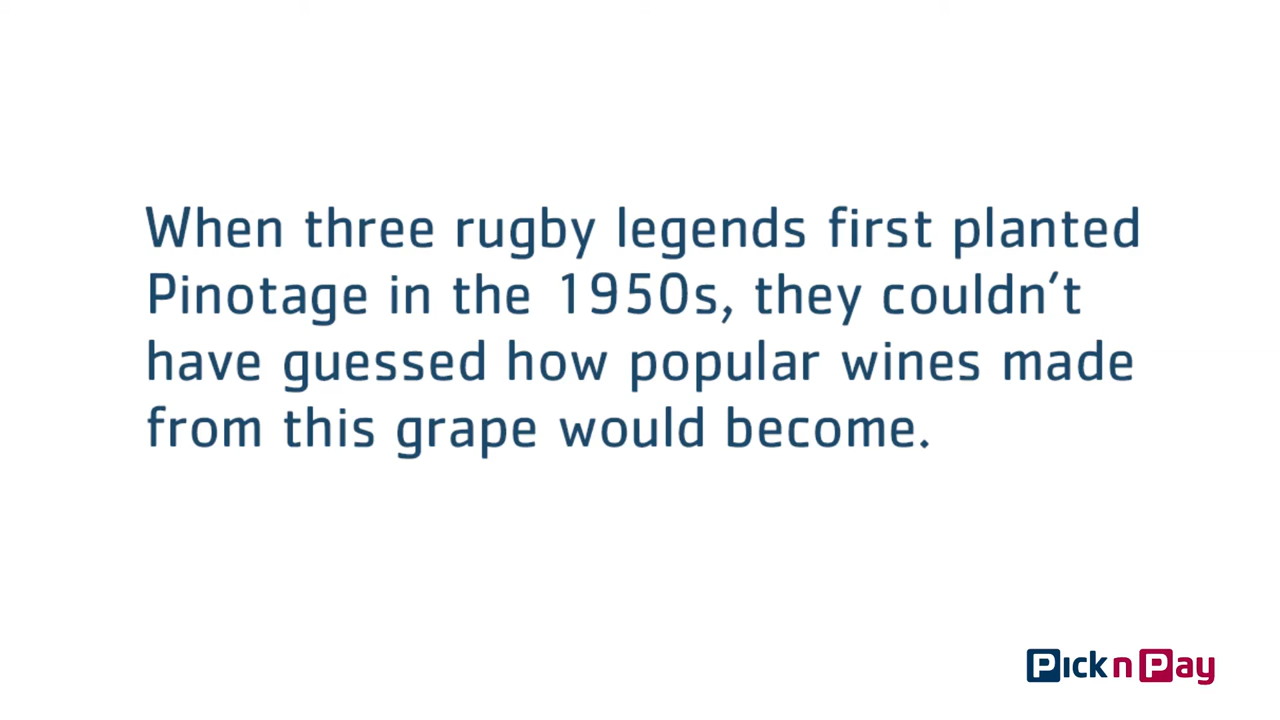 When three rugby legends first planted
Pinotage in the 1950s, they couldn't
have guessed how popular wines made
from this grape would become.
Pick n Pay